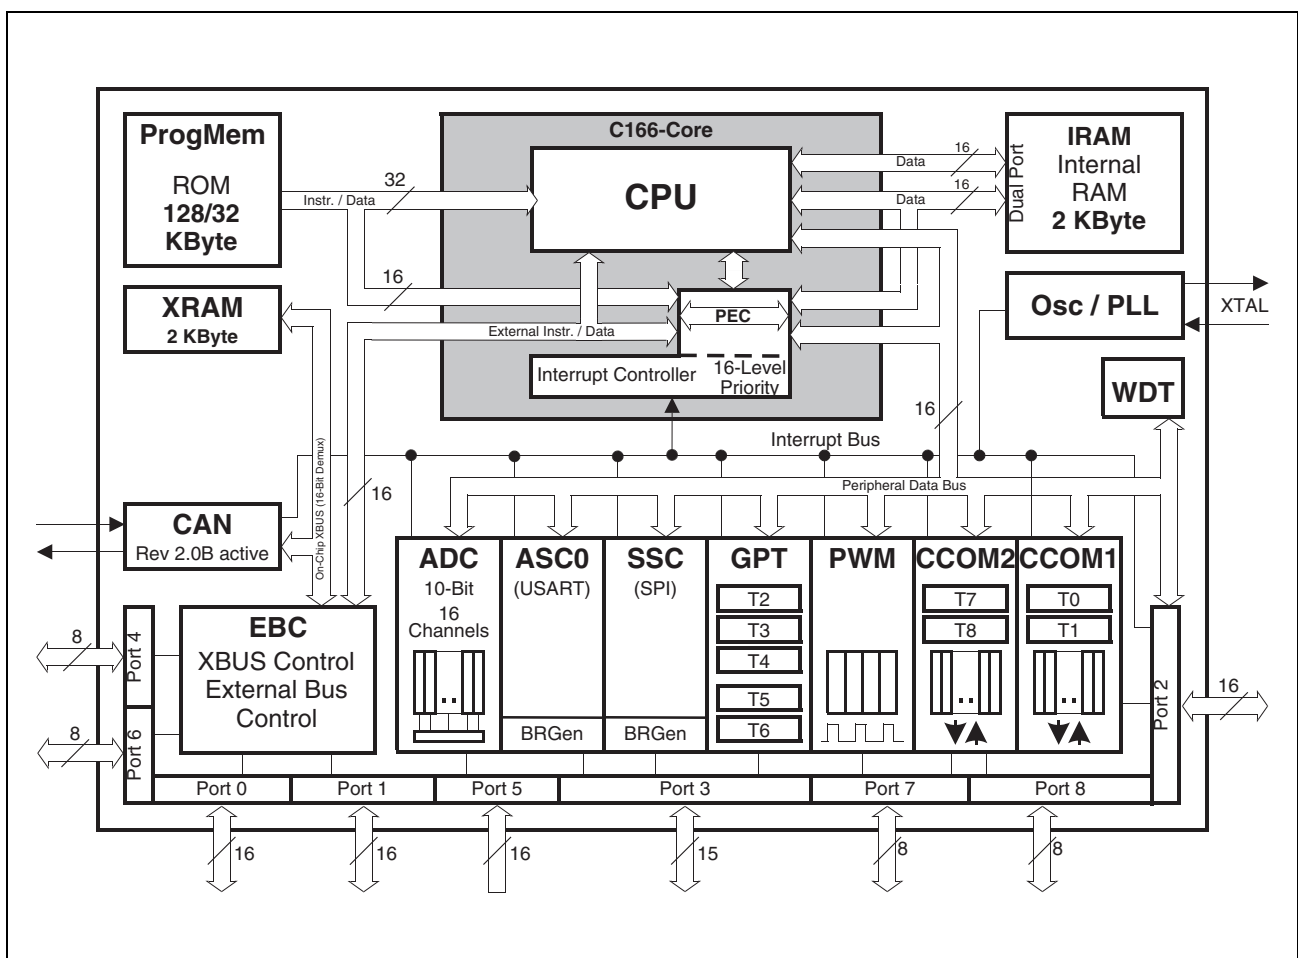 C166-Core
ProgMem
ROM
128/32
KByte
32
Instr. / Data
CPU
16
Data
16
Data
Dual Port
IRAM
Internal
RAM
2 KByte
16
XRAM
2 KByte
External Instr. / Data
PEC
Interrupt Controller
16-Level
Priority
Osc / PLL
XTAL
WDT
16
Interrupt Bus
Peripheral Data Bus
On-Chip XBUS (16-Bit Demux)
16
CAN
Rev 2.0B active
EBC
XBUS Control
External Bus
Control
8
Port 4
8
Port 6
ADC
10-Bit
16
Channels
ASC0
(USART)
BRGen
SSC
(SPI)
BRGen
GPT
T2
T3
T4
T5
T6
PWM
CCOM2
T7
T8
CCOM1
T0
T1
Port 2
16
Port 0
Port 1
Port 5
Port 3
Port 7
Port 8
16
16
16
15
8
8